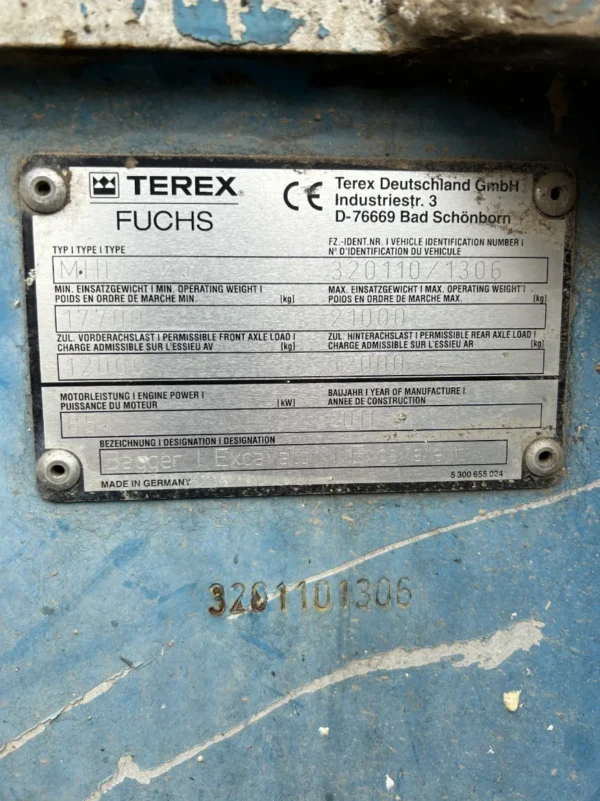 TEREX®
FUCHS
CE
Terex Deutschland GmbH
Industriestr. 3
D-76669 Bad Schönborn
TYP I TYPE I TYPE
FZ.-IDENT.NR. I VEHICLE IDENTIFICATION NUMBER I
N° D'IDENTIFICATION DU VEHICULE
320110/1306
MIN. EINSATZGEWICHT I MIN. OPERATING WEIGHT I
POIDS EN ORDRE DE MARCHE MIN. [kg]
MAX. EINSATZGEWICHT I MAX. OPERATING WEIGHT I
POIDS EN ORDRE DE MARCHE MAX. [kg]
17700
21000
ZUL. VORDERACHSLAST I PERMISSIBLE FRONT AXLE LOAD I
CHARGE ADMISSIBLE SUR L'ESSIEU AV [kg]
ZUL. HINTERACHSLAST I PERMISSIBLE REAR AXLE LOAD I
CHARGE ADMISSIBLE SUR L'ESSIEU AR [kg]
12000
MOTORLEISTUNG I ENGINE POWER I
PUISSANCE DU MOTEUR [kW]
BAUJAHR I YEAR OF MANUFACTURE I
ANNEE DE CONSTRUCTION
BEZEICHNUNG I DESIGNATION I DESIGNATION
Bagger I Excavator
MADE IN GERMANY
5 300 655 024
3201101306